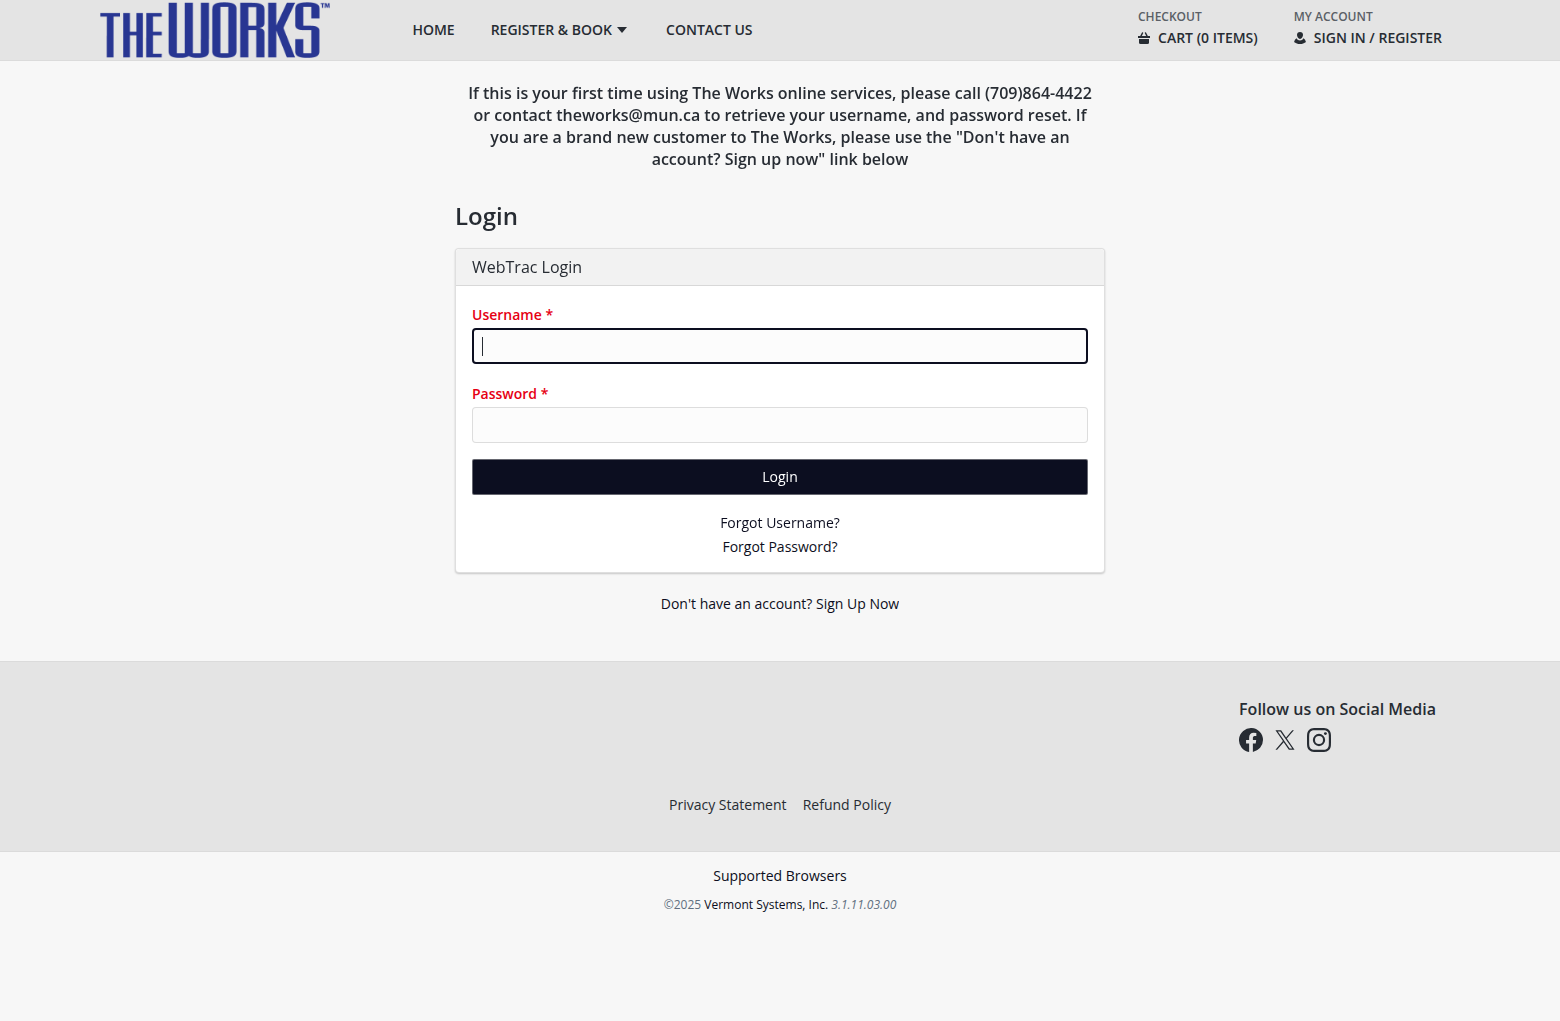 THE WORKS™
HOME
REGISTER & BOOK
CONTACT US
CHECKOUT
CART (0 ITEMS)
MY ACCOUNT
SIGN IN / REGISTER
If this is your first time using The Works online services, please call (709)864-4422
or contact theworks@mun.ca to retrieve your username, and password reset. If
you are a brand new customer to The Works, please use the "Don't have an
account? Sign up now" link below
Login
WebTrac Login
Username *
Password *
Login
Forgot Username?
Forgot Password?
Don't have an account? Sign Up Now
Follow us on Social Media
Privacy Statement Refund Policy
Supported Browsers
©2025 Vermont Systems, Inc. 3.1.11.03.00